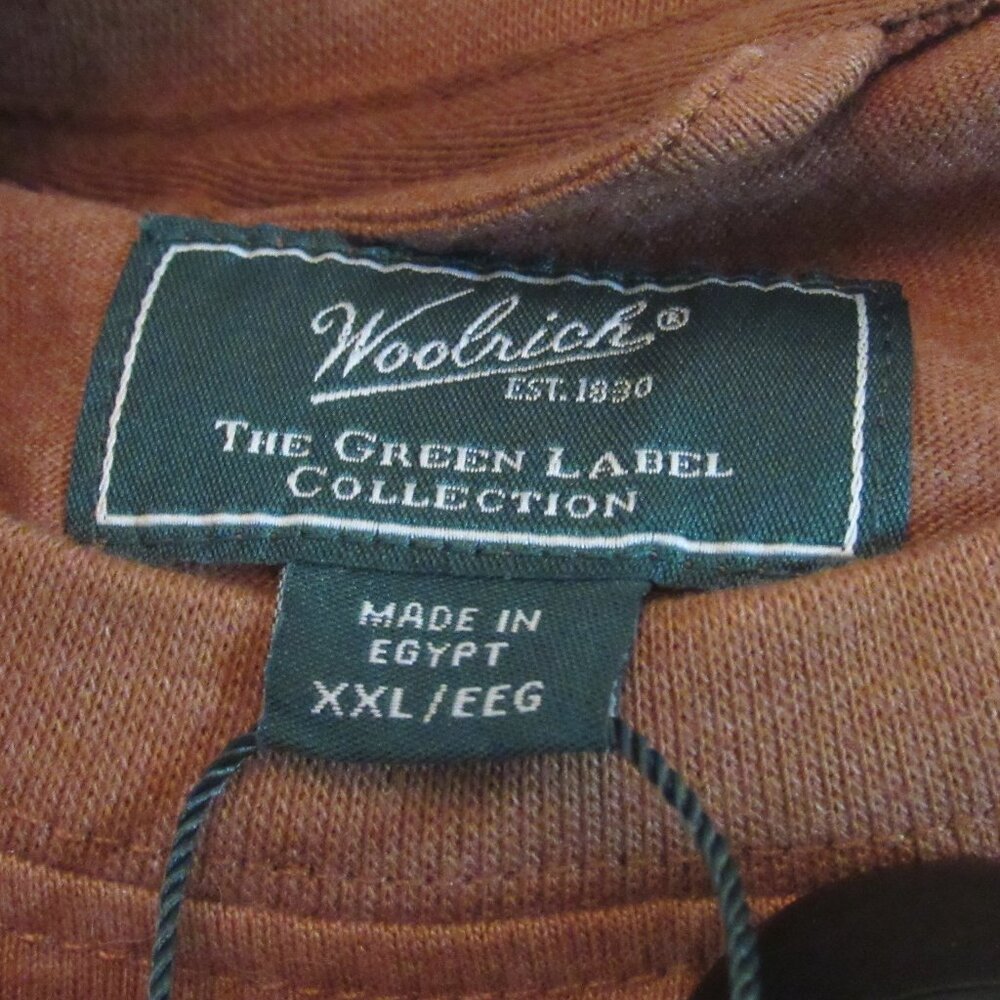 Woolrich®
EST. 1830
THE GREEN LABEL
COLLECTION
MADE IN
EGYPT
XXL/EEG